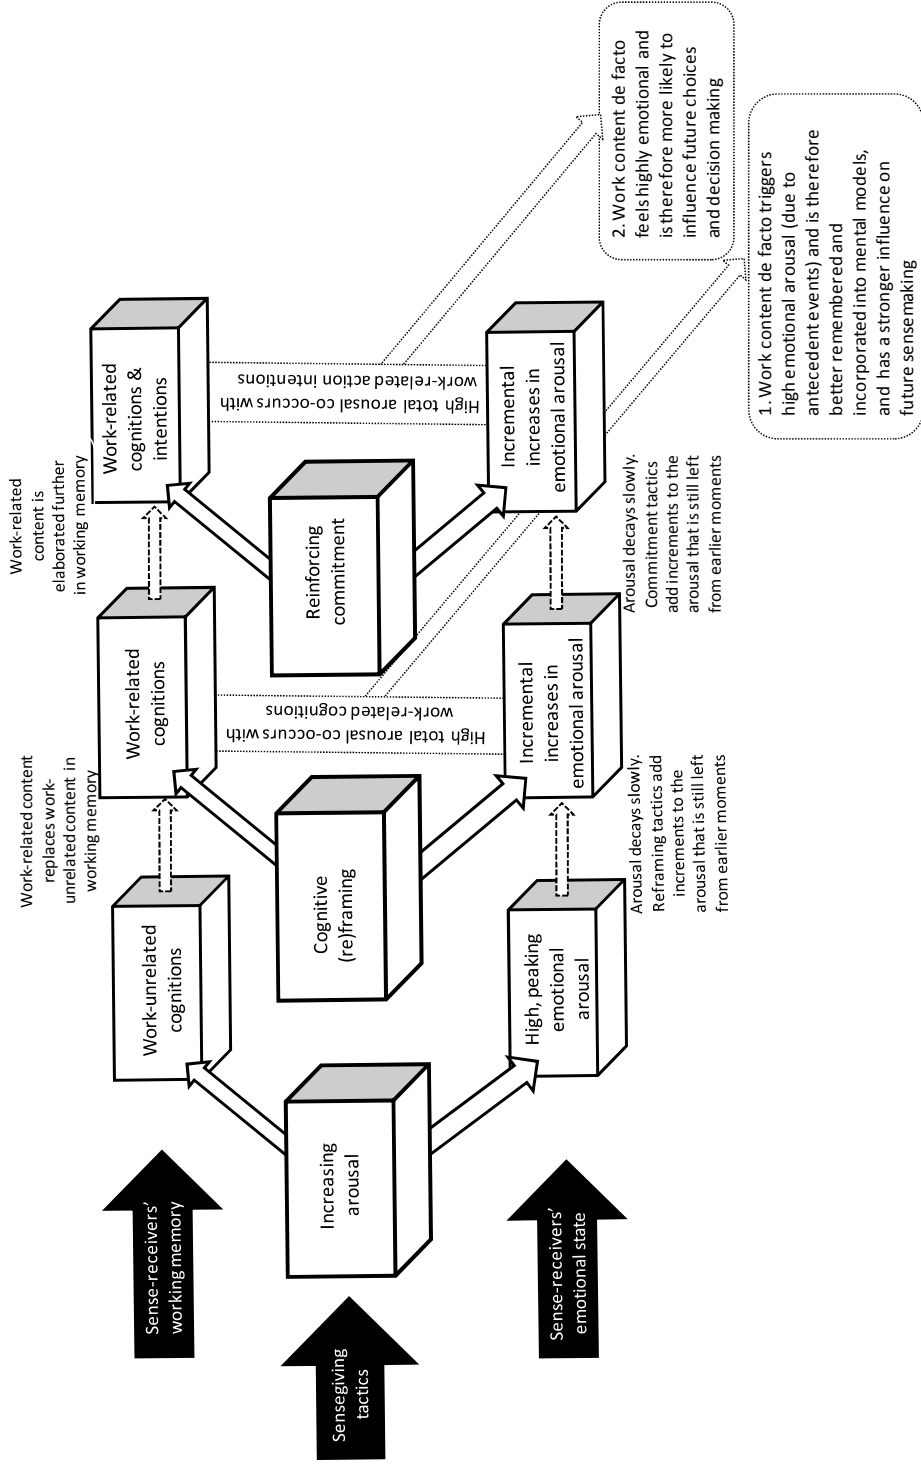 Sense-receivers’
working memory
Sensegiving
tactics
Sense-receivers’
emotional state
Increasing
arousal
Work-unrelated
cognitions
High, peaking
emotional
arousal
Work-related content
replaces work-
unrelated content in
working memory
Cognitive
(re)framing
Arousal decays slowly.
Reframing tactics add
increments to the
arousal that is still left
from earlier moments
Work-related
cognitions
High total arousal co-occurs with
work-related cognitions
Incremental
increases in
emotional arousal
Work-related
content is
elaborated further
in working memory
Reinforcing
commitment
Arousal decays slowly.
Commitment tactics
add increments to the
arousal that is still left
from earlier moments
Work-related
cognitions &
intentions
High total arousal co-occurs with
work-related action intentions
Incremental
increases in
emotional arousal
2. Work content de facto
feels highly emotional and
is therefore more likely to
influence future choices
and decision making
1. Work content de facto triggers
high emotional arousal (due to
antecedent events) and is therefore
better remembered and
incorporated into mental models,
and has a stronger influence on
future sensemaking